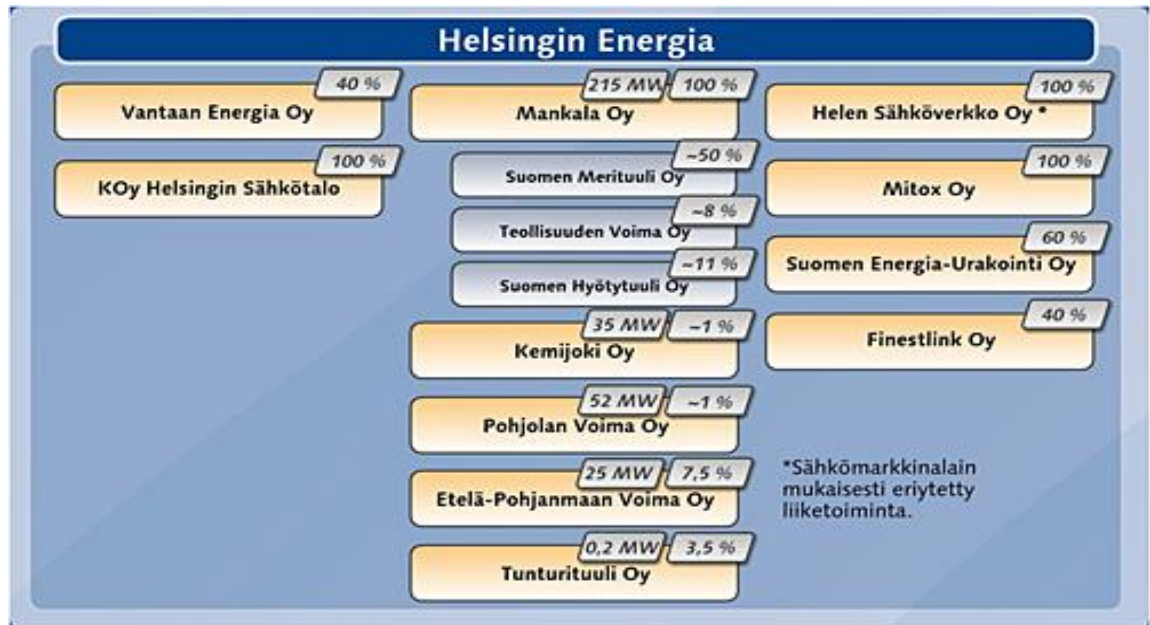 Helsingin Energia
40 %
Vantaan Energia Oy
100 %
KOy Helsingin Sähkötalo
215 MW 100 %
Mankala Oy
~50 %
Suomen Merituuli Oy
~8 %
Teollisuuden Voima Oy
~11 %
Suomen Hyötytuuli Oy
35 MW ~1 %
Kemijoki Oy
52 MW ~1 %
Pohjolan Voima Oy
25 MW 7,5 %
Etelä-Pohjanmaan Voima Oy
0,2 MW 3,5 %
Tunturituuli Oy
100 %
Helen Sähköverkko Oy *
100 %
Mitox Oy
60 %
Suomen Energia-Urakointi Oy
40 %
Finestlink Oy
*Sähkömarkkinalain
mukaisesti eriytetty
liiketoiminta.